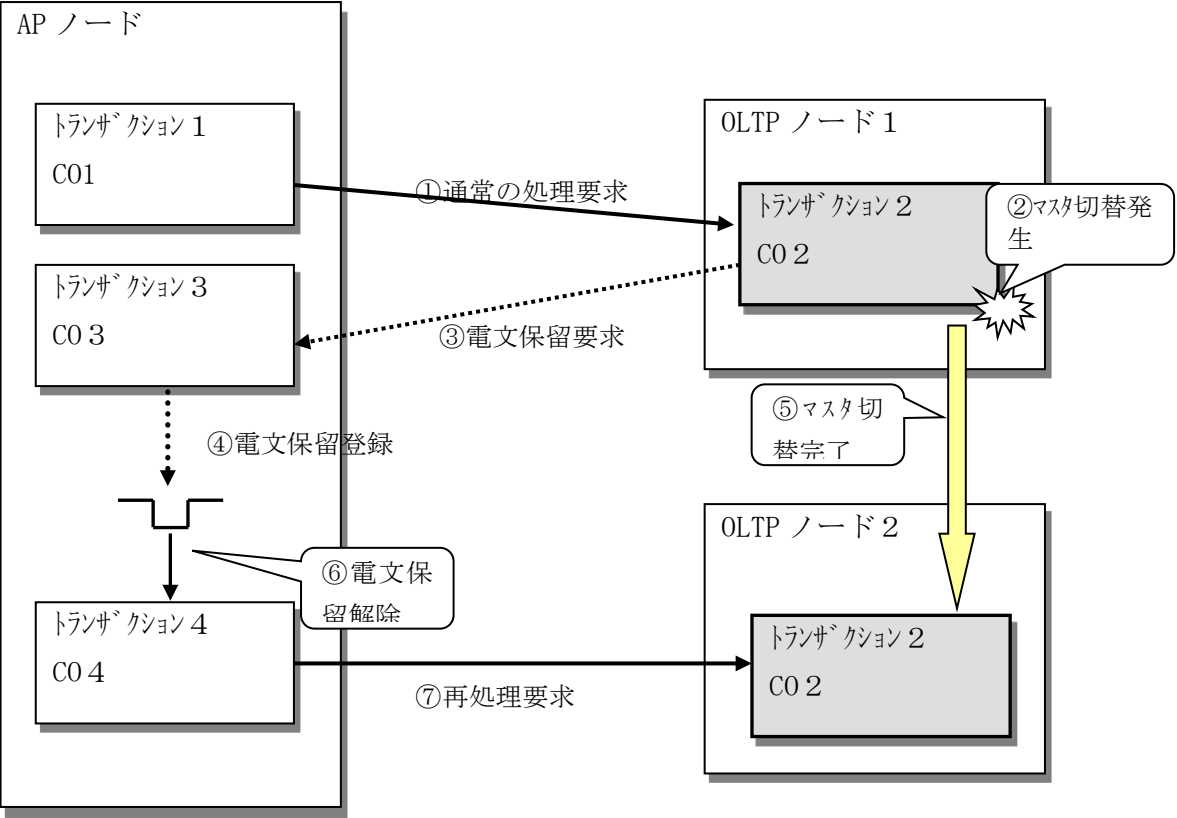 AP ノード
ﾄﾗﾝｻﾞｸｼｮﾝ１
CO1
①通常の処理要求
OLTP ノード１
ﾄﾗﾝｻﾞｸｼｮﾝ２
CO２
②ﾏｽﾀ切替発
生
ﾄﾗﾝｻﾞｸｼｮﾝ３
CO３
③電文保留要求
④電文保留登録
⑤ﾏｽﾀ切
替完了
⑥電文保
留解除
OLTP ノード２
ﾄﾗﾝｻﾞｸｼｮﾝ４
CO４
⑦再処理要求
ﾄﾗﾝｻﾞｸｼｮﾝ２
CO２